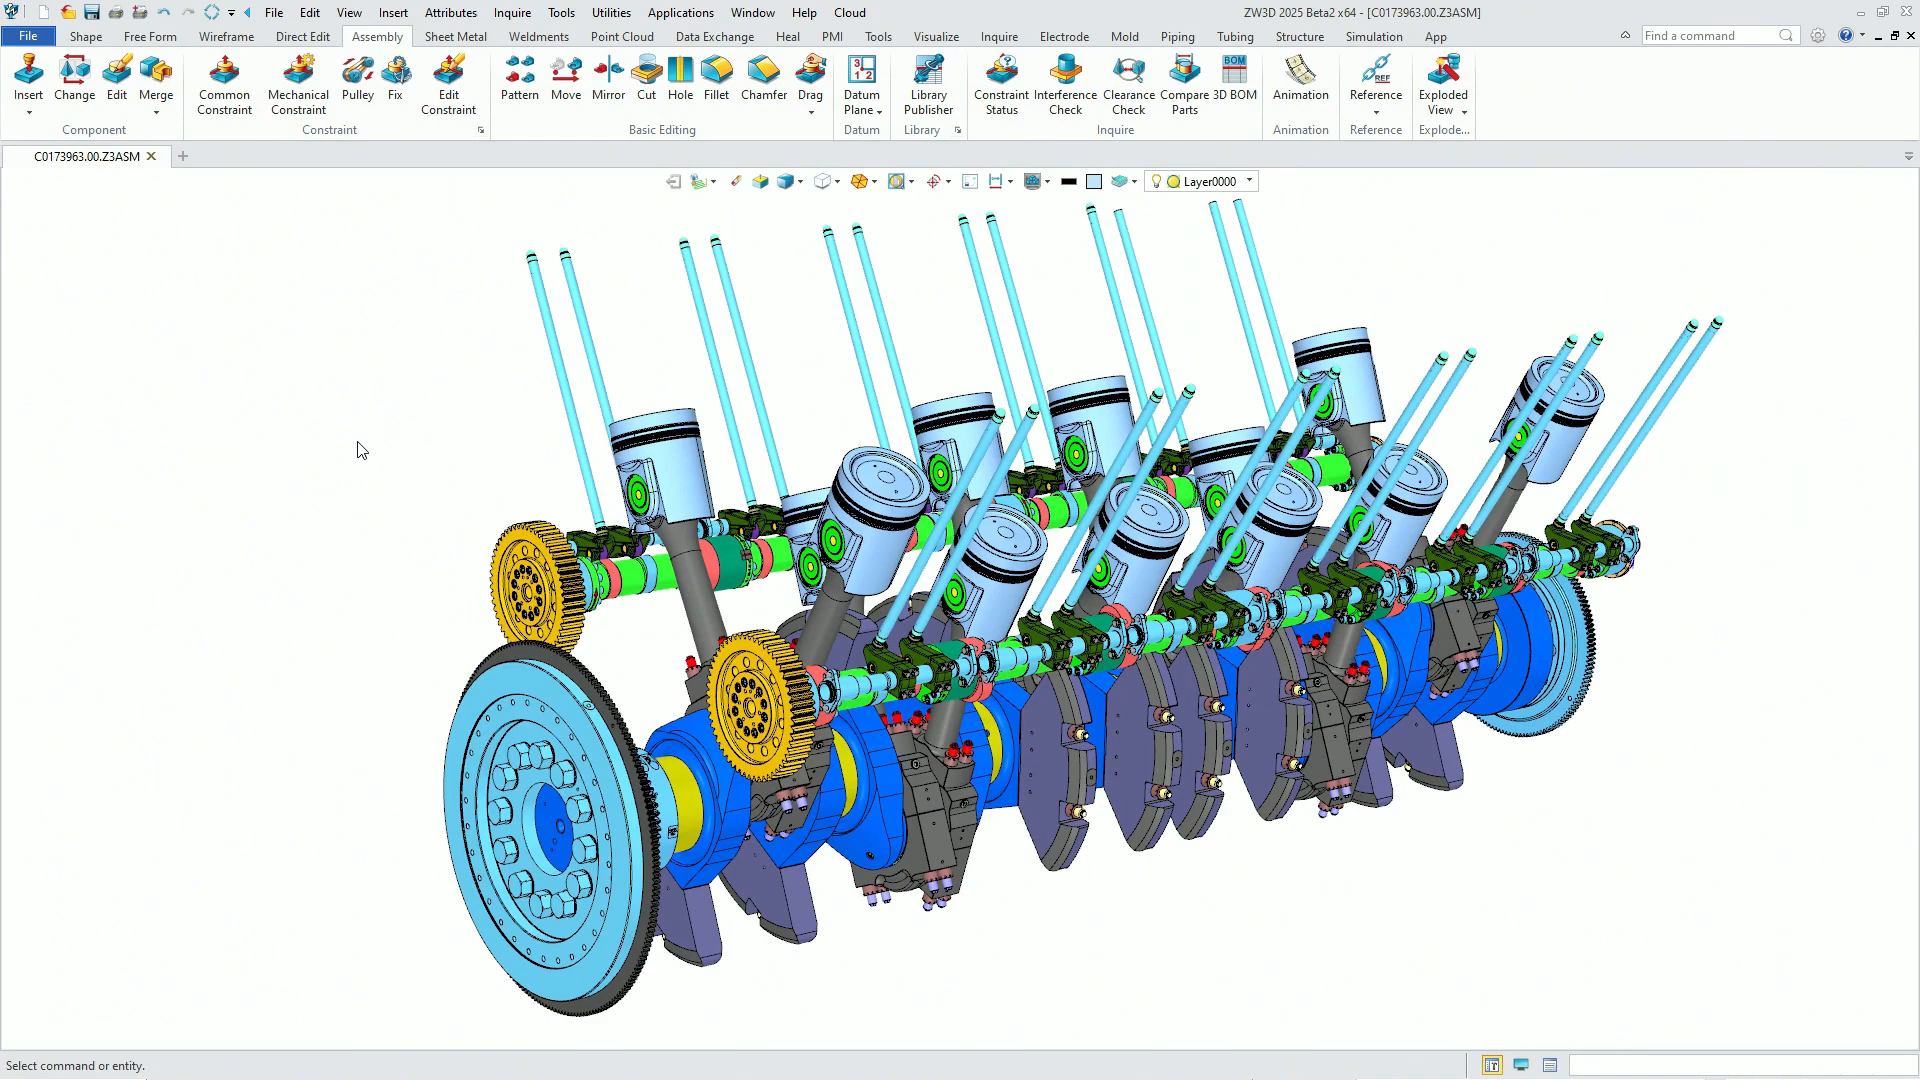 File Edit View Insert Attributes Inquire Tools Utilities Applications Window Help Cloud ZW3D 2025 Beta2 x64 - [C0173963.00.Z3ASM]
File Shape Free Form Wireframe Direct Edit Assembly Sheet Metal Weldments Point Cloud Data Exchange Heal PMI Tools Visualize Inquire Electrode Mold Piping Tubing Structure Simulation App Find a command
Insert Change Edit Merge Common Constraint Mechanical Constraint Pulley Fix Edit Constraint Pattern Move Mirror Cut Hole Fillet Chamfer Drag Datum Plane Library Publisher Constraint Status Interference Check Clearance Check Compare Parts 3D BOM Animation Reference Exploded View
Component Constraint Basic Editing Datum Library Inquire Animation Reference Explode...
C0173963.00.Z3ASM
Layer0000
Select command or entity.